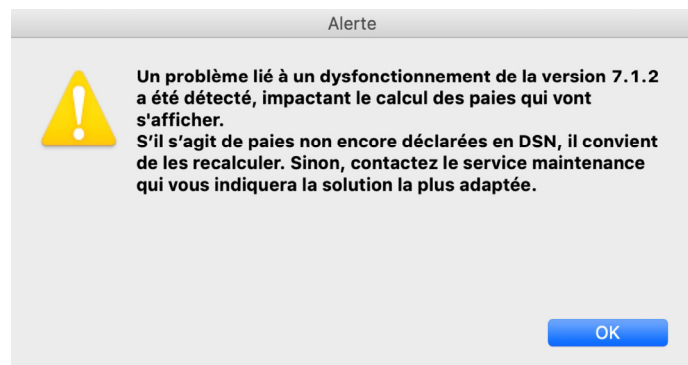 Alerte
Un problème lié à un dysfonctionnement de la version 7.1.2
a été détecté, impactant le calcul des paies qui vont
s'afficher.
S’il s’agit de paies non encore déclarées en DSN, il convient
de les recalculer. Sinon, contactez le service maintenance
qui vous indiquera la solution la plus adaptée.
OK